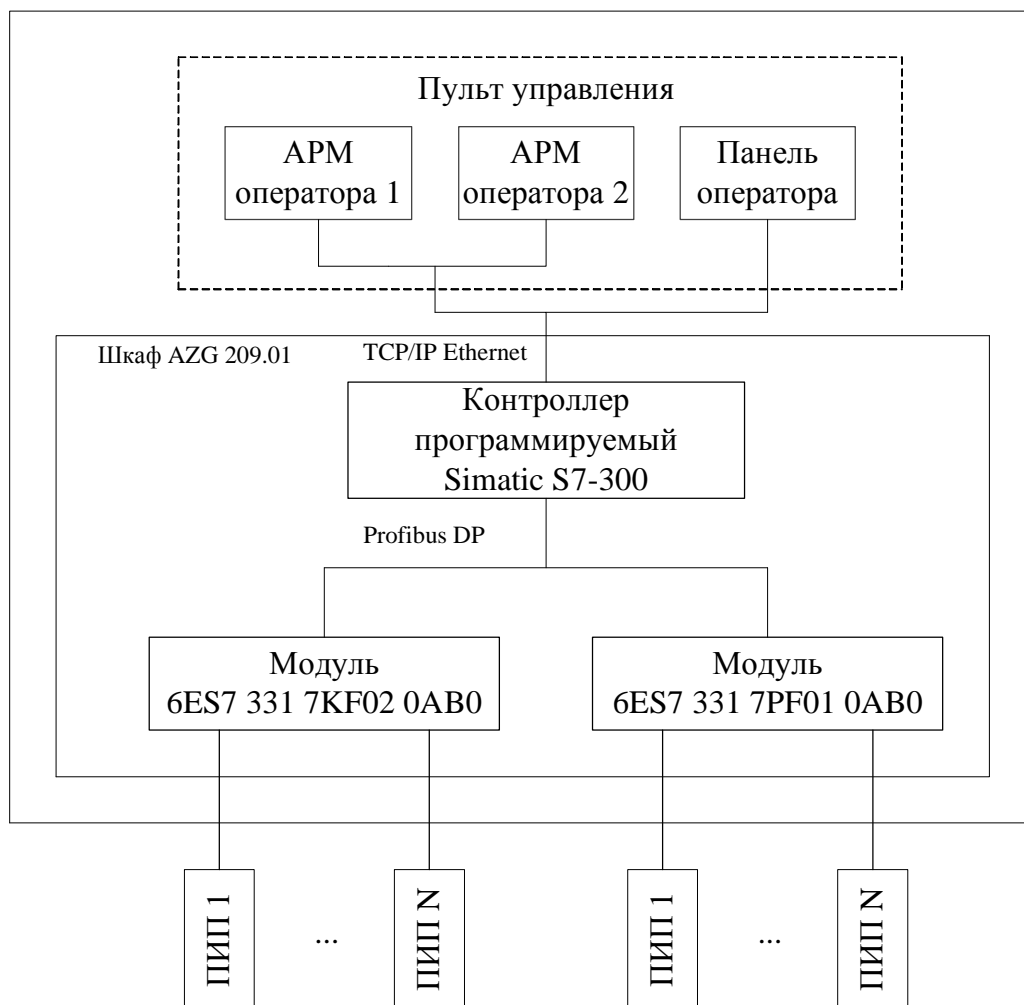 Пульт управления
АРМ
оператора 1
АРМ
оператора 2
Панель
оператора
Шкаф AZG 209.01
TCP/IP Ethernet
Контроллер
программируемый
Simatic S7-300
Profibus DP
Модуль
6ES7 331 7KF02 0AB0
Модуль
6ES7 331 7PF01 0AB0
ПИП 1
...
ПИП N
ПИП 1
...
ПИП N